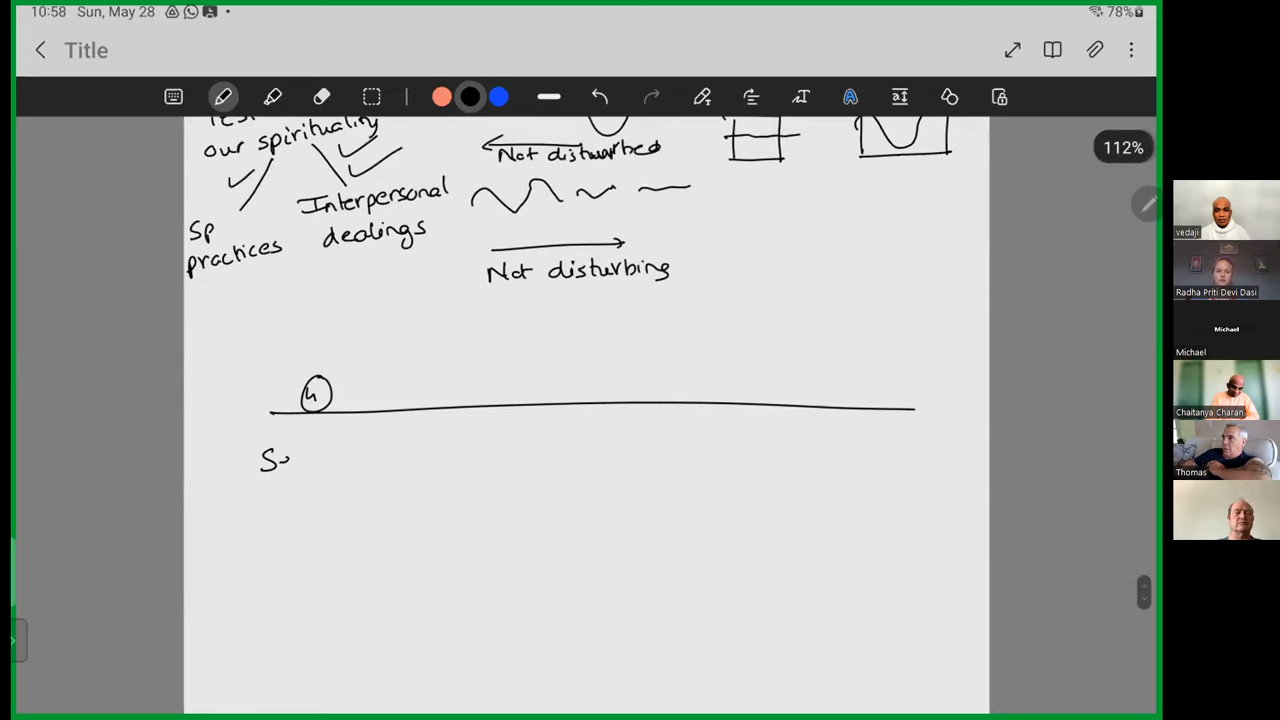 10:58 Sun, May 28
78%
Title
112%
our spirituality
Not disturbed
Sp
practices
Interpersonal
dealings
Not disturbing
4
S
vedaji
Radha Priti Devi Dasi
Michael
Michael
Chaitanya Charan
Thomas